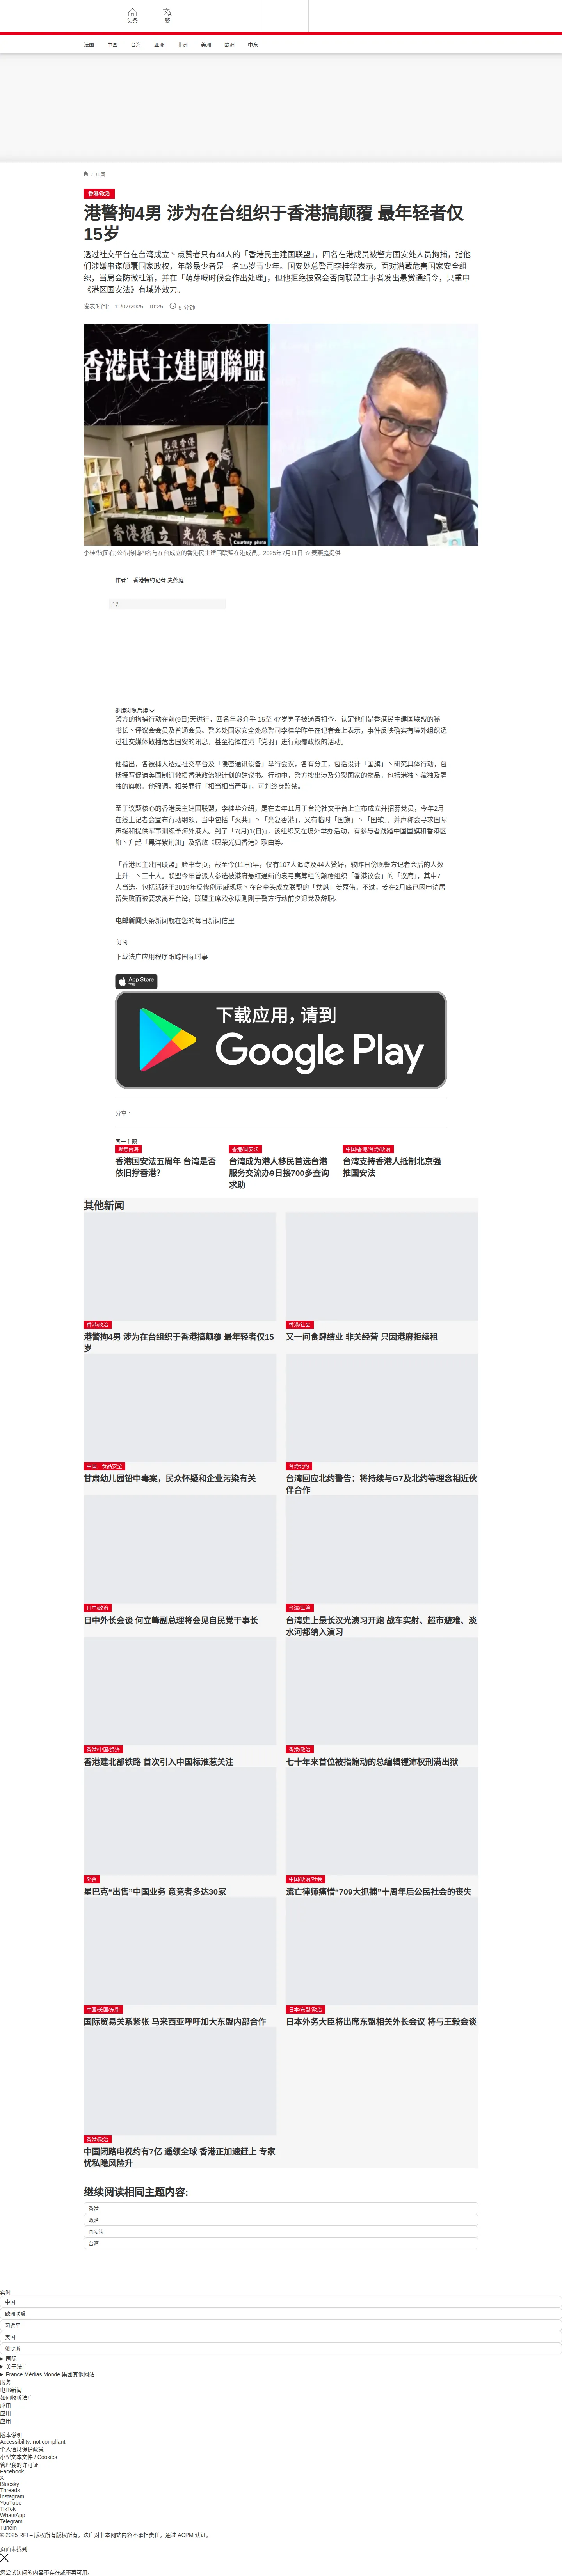 头条
繁
法国
中国
台海
亚洲
非洲
美洲
欧洲
中东
/ 中国
香港/政治
港警拘4男 涉为在台组织于香港搞颠覆 最年轻者仅
15岁
透过社交平台在台湾成立丶点赞者只有44人的「香港民主建国联盟」，四名在港成员被警方国安处人员拘捕，指他
们涉嫌串谋颠覆国家政权，年龄最少者是一名15岁青少年。国安处总警司李桂华表示，面对潜藏危害国家安全组
织，当局会防微杜渐，并在「萌芽嘅时候会作出处理」，但他拒绝披露会否向联盟主事者发出悬赏通缉令，只重申
《港区国安法》有域外效力。
发表时间： 11/07/2025 - 10:25
5 分钟
香港民主建國聯盟
光復香港
香港獨立 光復香
Courtesy photo
李桂华(图右)公布拘捕四名与在台成立的香港民主建国联盟在港成员。2025年7月11日 © 麦燕庭提供
作者： 香港特约记者 麦燕庭
广告
继续浏览后续
警方的拘捕行动在前(9日)天进行，四名年龄介乎 15至 47岁男子被通宵扣查，认定他们是香港民主建国联盟的秘
书长丶评议会会员及普通会员。警务处国家安全处总警司李桂华昨午在记者会上表示，事件反映确实有境外组织透
过社交媒体散播危害国安的讯息，甚至指挥在港「党羽」进行颠覆政权的活动。
他指出，各被捕人透过社交平台及「隐密通讯设备」举行会议，各有分工，包括设计「国旗」丶研究具体行动，包
括撰写促请美国制订救援香港政治犯计划的建议书。行动中，警方搜出涉及分裂国家的物品，包括港独丶藏独及疆
独的旗帜。他强调，相关罪行「相当相当严重」，可判终身监禁。
至于议题核心的香港民主建国联盟，李桂华介绍，是在去年11月于台湾社交平台上宣布成立并招募党员，今年2月
在线上记者会宣布行动纲领，当中包括「灭共」丶「光复香港」，又有临时「国旗」丶「国歌」，并声称会寻求国际
声援和提供军事训练予海外港人。到了「7(月)1(日)」，该组织又在境外举办活动，有参与者践踏中国国旗和香港区
旗丶升起「黑洋紫荆旗」及播放《愿荣光归香港》歌曲等。
「香港民主建国联盟」脸书专页，截至今(11日)早，仅有107人追踪及44人赞好，较昨日傍晚警方记者会后的人数
上升二丶三十人。联盟今年曾派人参选被港府悬红通缉的袁弓夷筹组的颠覆组织「香港议会」的「议席」，其中7
人当选，包括活跃于2019年反修例示威现场丶在台牵头成立联盟的「党魁」姜嘉伟。不过，姜在2月底已因申请居
留失败而被要求离开台湾，联盟主席欧永康则刚于警方行动前夕退党及辞职。
电邮新闻头条新闻就在您的每日新闻信里
订阅
下载法广应用程序跟踪国际时事
App Store
下载
下载应用，请到
Google Play
分享 :
同一主题
聚焦台海
香港国安法五周年 台湾是否
依旧撑香港?
香港/国安法
台湾成为港人移民首选台港
服务交流办9日接700多查询
求助
中国/香港/台湾/政治
台湾支持香港人抵制北京强
推国安法
其他新闻
香港/政治
港警拘4男 涉为在台组织于香港搞颠覆 最年轻者仅15
岁
香港/社会
又一间食肆结业 非关经营 只因港府拒续租
中国，食品安全
甘肃幼儿园铅中毒案，民众怀疑和企业污染有关
台湾北约
台湾回应北约警告：将持续与G7及北约等理念相近伙
伴合作
日中/政治
日中外长会谈 何立峰副总理将会见自民党干事长
台湾/军演
台湾史上最长汉光演习开跑 战车实射、超市避难、淡
水河都纳入演习
香港/中国/经济
香港建北部铁路 首次引入中国标淮惹关注
香港/政治
七十年来首位被指煽动的总编辑锺沛权刑满出狱
外资
星巴克“出售”中国业务 意竞者多达30家
中国/政治/社会
流亡律师痛惜“709大抓捕”十周年后公民社会的丧失
中国/美国/东盟
国际贸易关系紧张 马来西亚呼吁加大东盟内部合作
日本/东盟/政治
日本外务大臣将出席东盟相关外长会议 将与王毅会谈
香港/政治
中国闭路电视约有7亿 遥领全球 香港正加速赶上 专家
忧私隐风险升
继续阅读相同主题内容:
香港
政治
国安法
台湾
实时
中国
欧洲联盟
习近平
美国
俄罗斯
国际
关于法广
France Médias Monde 集团其他网站
服务
电邮新闻
如何收听法广
应用
应用
应用
版本说明
Accessibility: not compliant
个人信息保护政策
小型文本文件 / Cookies
管理我的许可证
Facebook
X
Bluesky
Threads
Instagram
YouTube
TikTok
WhatsApp
Telegram
TuneIn
© 2025 RFI – 版权所有版权所有。法广对非本网站内容不承担责任。通过 ACPM 认证。
页面未找到
您尝试访问的内容不存在或不再可用。